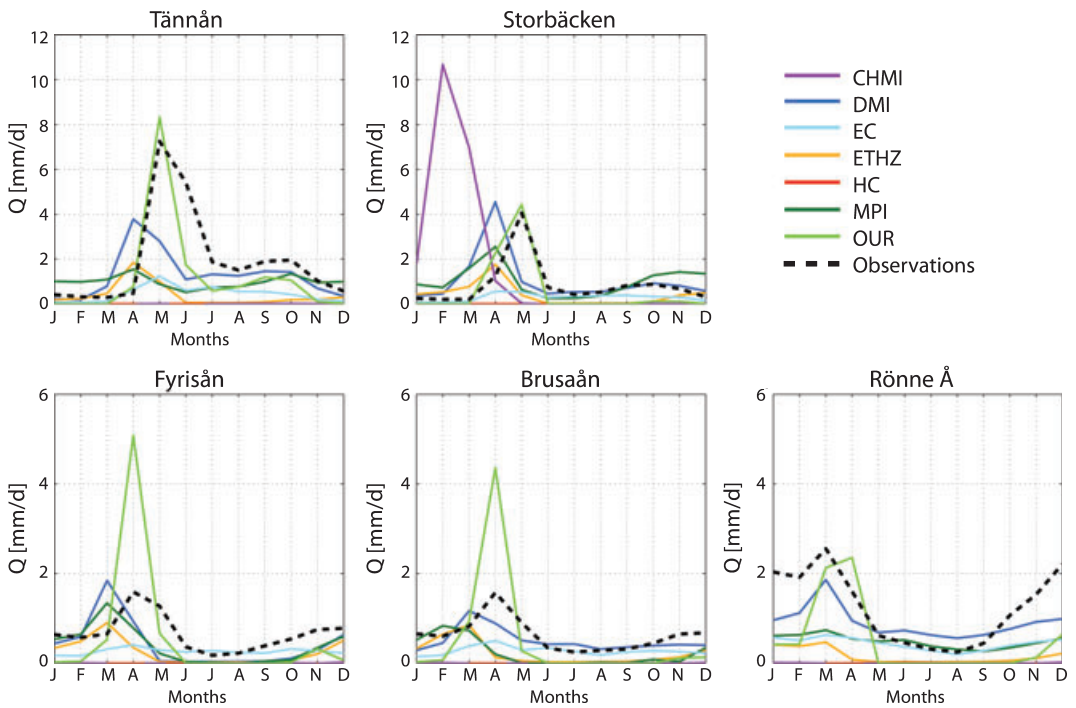 Tännån
Q [mm/d]
12
10
8
6
4
2
0
J F M A M J J A S O N D
Months
Storbäcken
Q [mm/d]
12
10
8
6
4
2
0
J F M A M J J A S O N D
Months
CHMI
DMI
EC
ETHZ
HC
MPI
OUR
Observations
Fyrisån
Q [mm/d]
6
4
2
0
J F M A M J J A S O N D
Months
Brusaån
Q [mm/d]
6
4
2
0
J F M A M J J A S O N D
Months
Rönne Å
Q [mm/d]
6
4
2
0
J F M A M J J A S O N D
Months